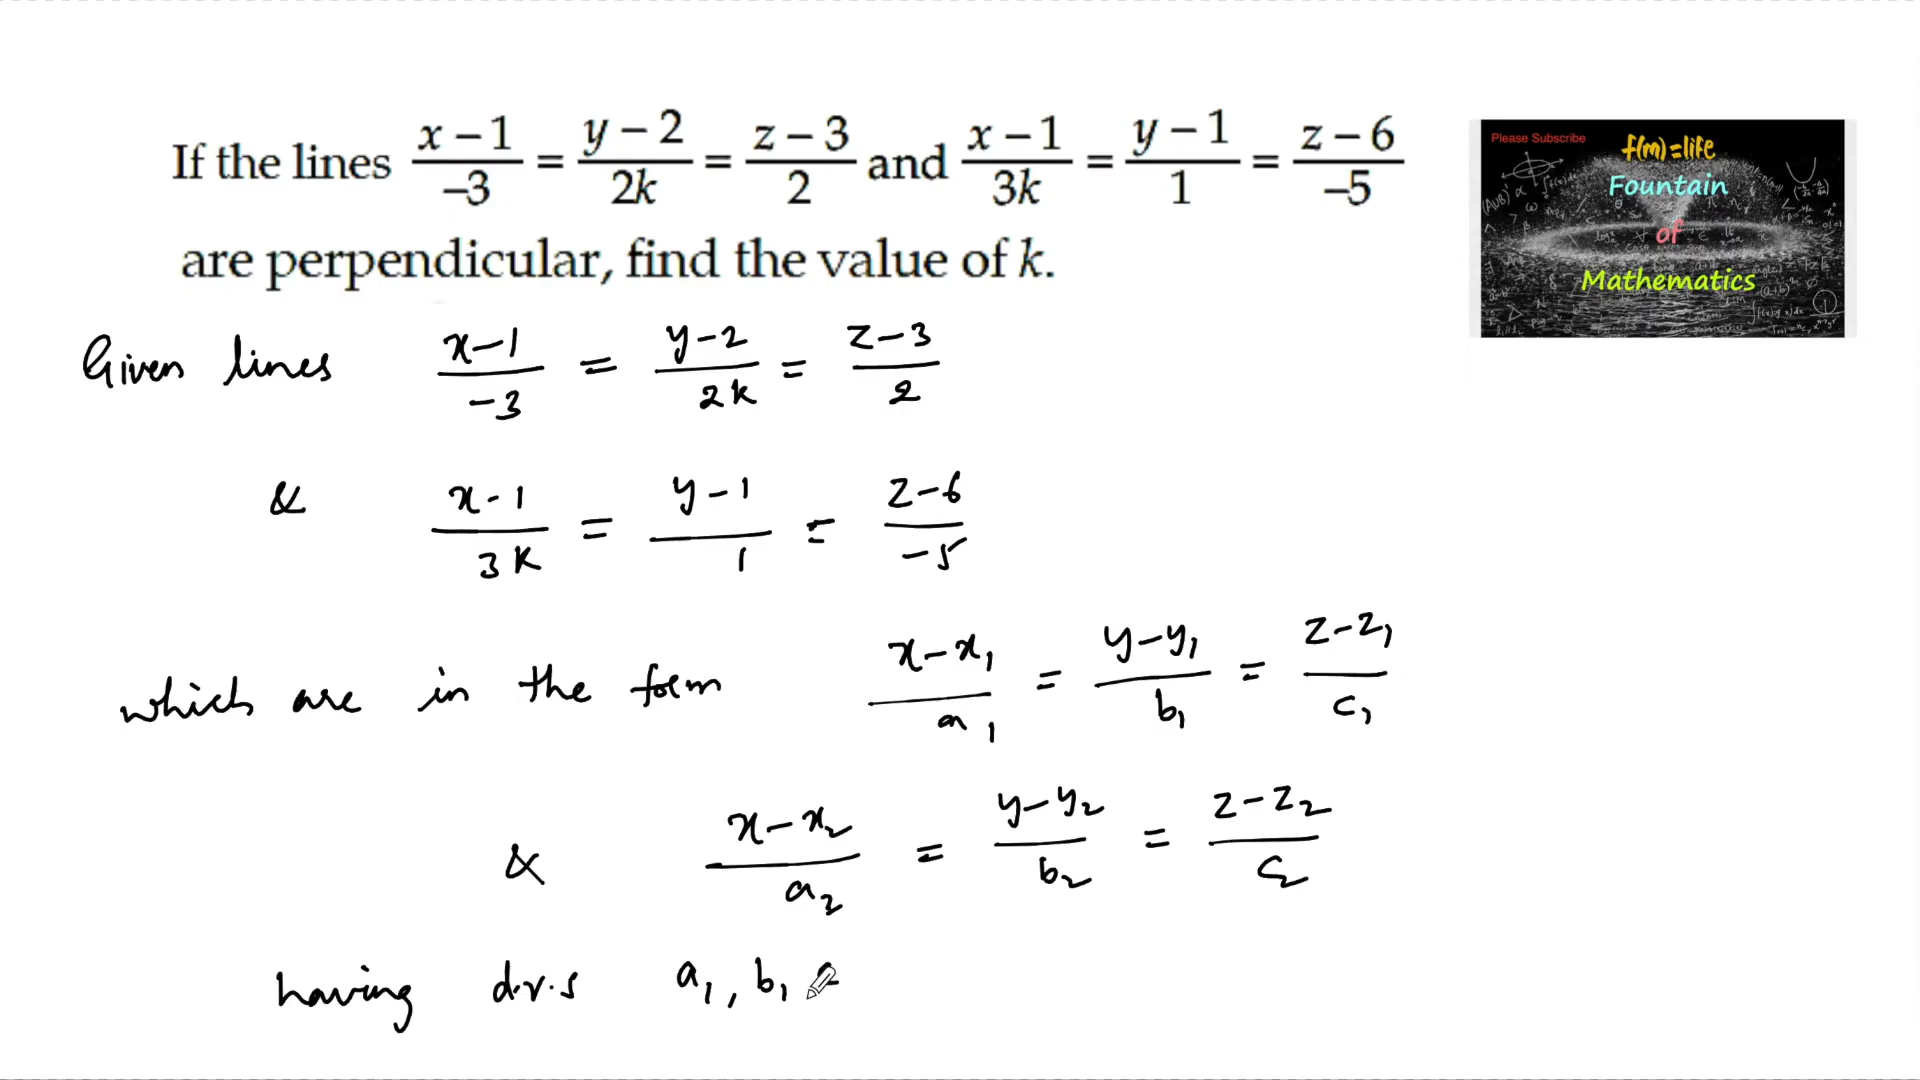 If the lines (x – 1)/–3 = (y – 2)/2k = (z – 3)/2 and (x – 1)/3k = (y – 1)/1 = (z – 6)/–5
are perpendicular, find the value of k.
Please Subscribe
f(m)=life
Fountain
of
Mathematics
Given lines (x-1)/-3 = (y-2)/2k = (z-3)/2
& (x-1)/3k = (y-1)/1 = (z-6)/-5
which are in the form (x-x₁)/a₁ = (y-y₁)/b₁ = (z-z₁)/c₁
& (x-x₂)/a₂ = (y-y₂)/b₂ = (z-z₂)/c₂
having d.r.s a₁, b₁